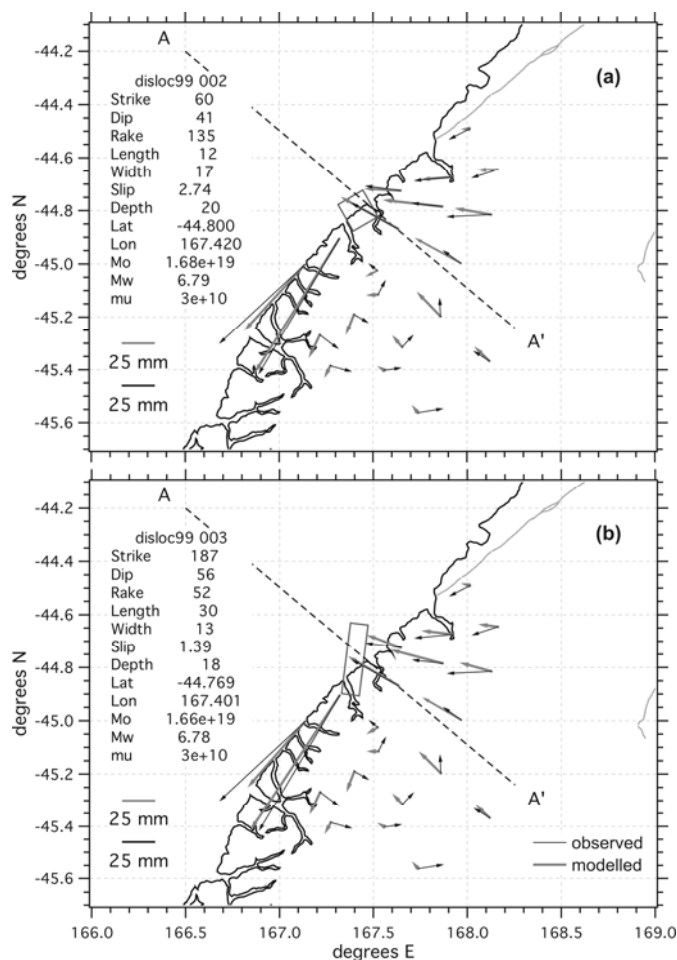 A
(a)
disloc99 002
Strike 60
Dip 41
Rake 135
Length 12
Width 17
Slip 2.74
Depth 20
Lat -44.800
Lon 167.420
Mo 1.68e+19
Mw 6.79
mu 3e+10
25 mm
25 mm
A'
degrees N
-44.2
-44.4
-44.6
-44.8
-45.0
-45.2
-45.4
-45.6
A
(b)
disloc99 003
Strike 187
Dip 56
Rake 52
Length 30
Width 13
Slip 1.39
Depth 18
Lat -44.769
Lon 167.401
Mo 1.66e+19
Mw 6.78
mu 3e+10
25 mm
25 mm
A'
observed
modelled
degrees N
-44.2
-44.4
-44.6
-44.8
-45.0
-45.2
-45.4
-45.6
166.0 166.5 167.0 167.5 168.0 168.5 169.0
degrees E